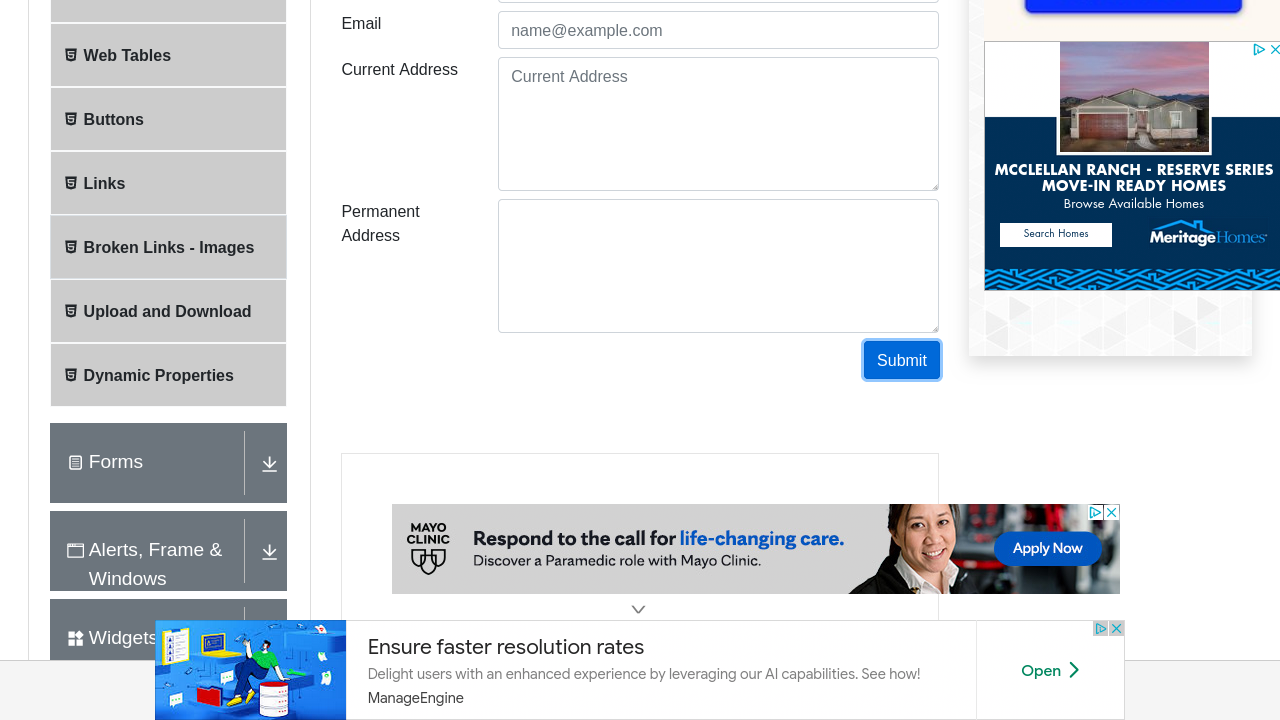 Web Tables
Buttons
Links
Broken Links - Images
Upload and Download
Dynamic Properties
Forms
Alerts, Frame &
Windows
Widgets
Email
name@example.com
Current Address
Current Address
Permanent
Address
Submit
MCCLELLAN RANCH - RESERVE SERIES
MOVE-IN READY HOMES
Browse Available Homes
Search Homes
MeritageHomes
MAYO
CLINIC
Respond to the call for life-changing care.
Discover a Paramedic role with Mayo Clinic.
Apply Now
Ensure faster resolution rates
Delight users with an enhanced experience by leveraging our AI capabilities. See how!
ManageEngine
Open